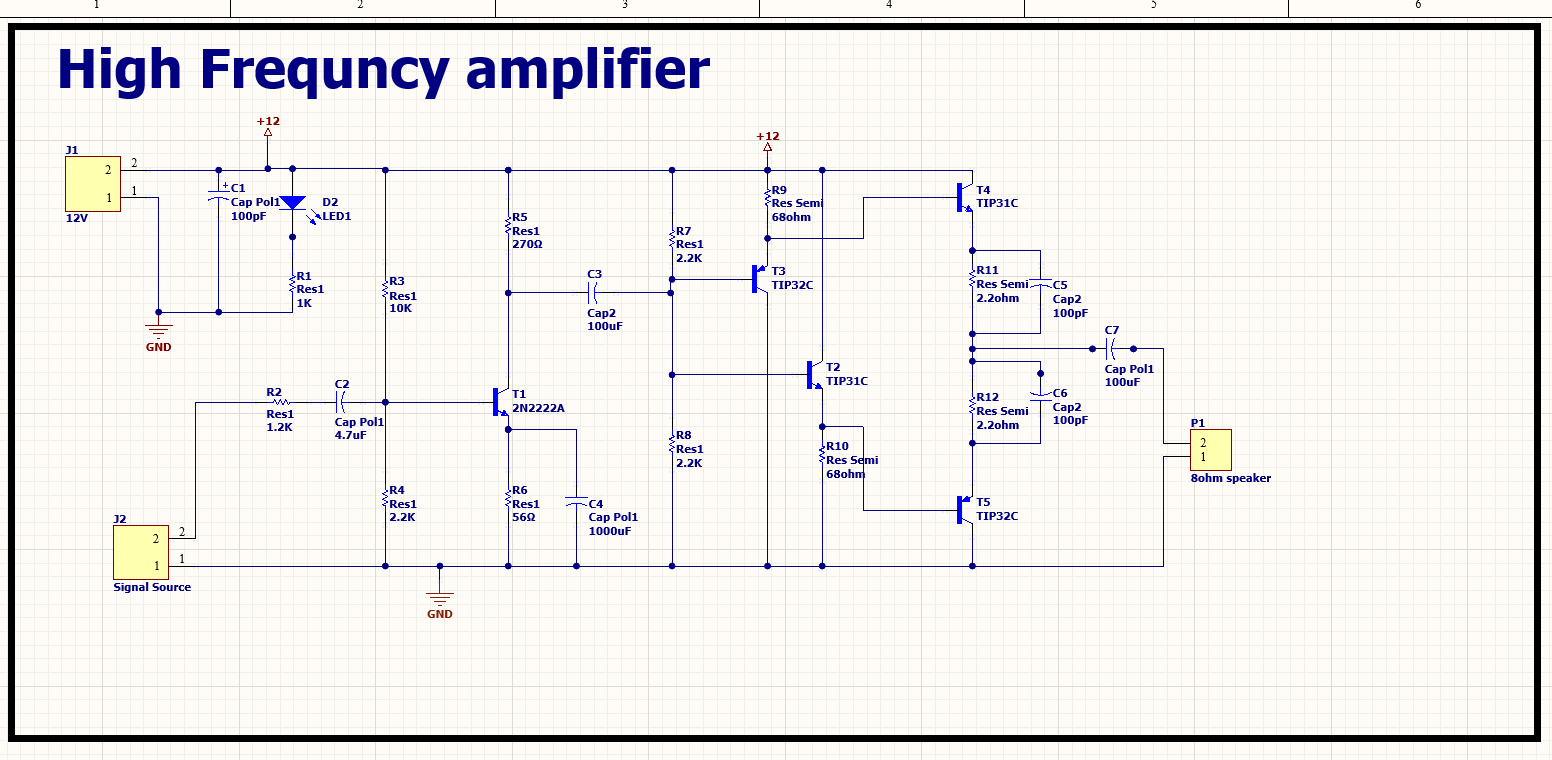 1 2 3 4 5 6
High Frequncy amplifier
+12
+12
J1
2 2
1 1
12V
C1
Cap Pol1
100pF
D2
LED1
R1
Res1
1K
GND
R3
Res1
10K
R5
Res1
270Ω
C3
Cap2
100uF
R7
Res1
2.2K
R9
Res Semi
68ohm
T3
TIP32C
T4
TIP31C
R11
Res Semi
2.2ohm
C5
Cap2
100pF
C7
Cap Pol1
100uF
R2
Res1
1.2K
C2
Cap Pol1
4.7uF
T1
2N2222A
T2
TIP31C
R12
Res Semi
2.2ohm
C6
Cap2
100pF
P1
2
1
8ohm speaker
R4
Res1
2.2K
R6
Res1
56Ω
C4
Cap Pol1
1000uF
R8
Res1
2.2K
R10
Res Semi
68ohm
T5
TIP32C
J2
2 2
1 1
Signal Source
GND